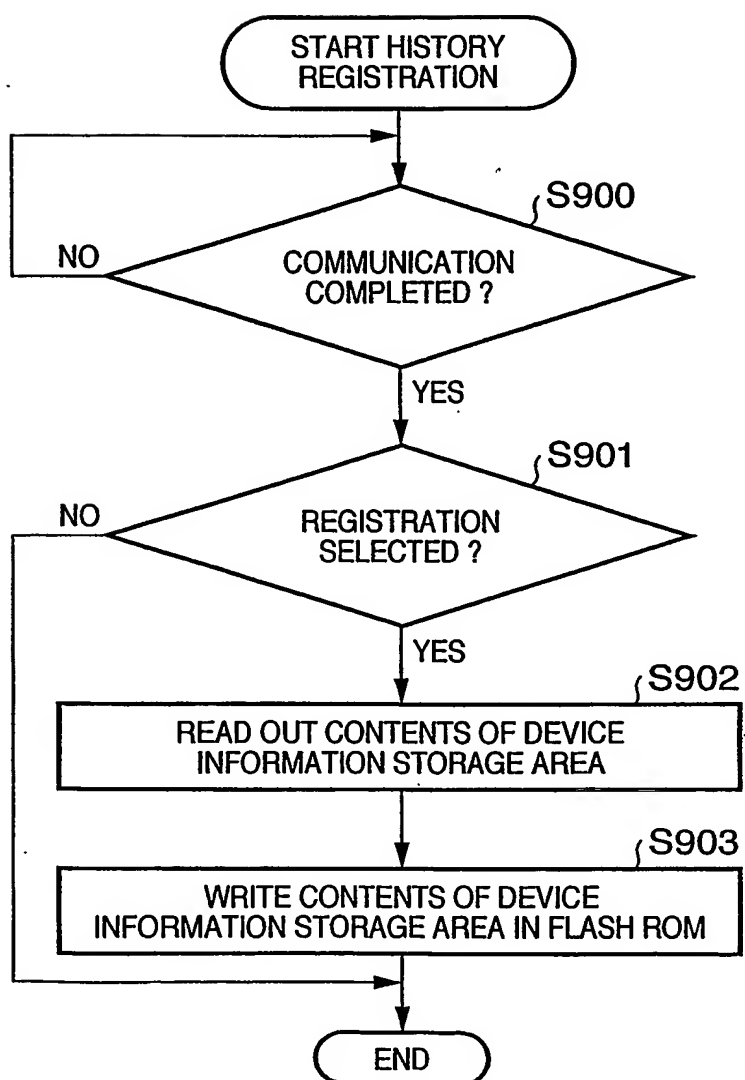 START HISTORY
REGISTRATION
S900
NO
COMMUNICATION
COMPLETED ?
YES
S901
NO
REGISTRATION
SELECTED ?
YES
S902
READ OUT CONTENTS OF DEVICE
INFORMATION STORAGE AREA
S903
WRITE CONTENTS OF DEVICE
INFORMATION STORAGE AREA IN FLASH ROM
END